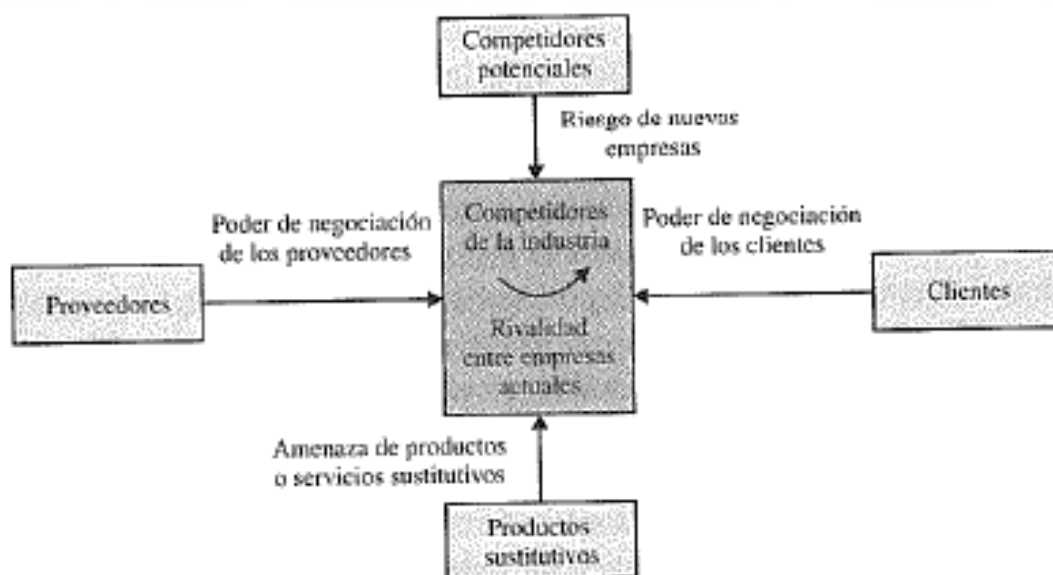 Competidores
potenciales
Riesgo de nuevas
empresas
Poder de negociación
de los proveedores
Competidores
de la industria
Poder de negociación
de los clientes
Proveedores
Clientes
Rivalidad
entre empresas
actuales
Amenaza de productos
o servicios sustitutivos
Productos
sustitutivos